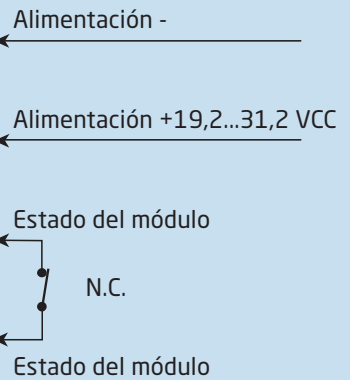 Alimentación -
Alimentación +19,2...31,2 VCC
Estado del módulo
N.C.
Estado del módulo